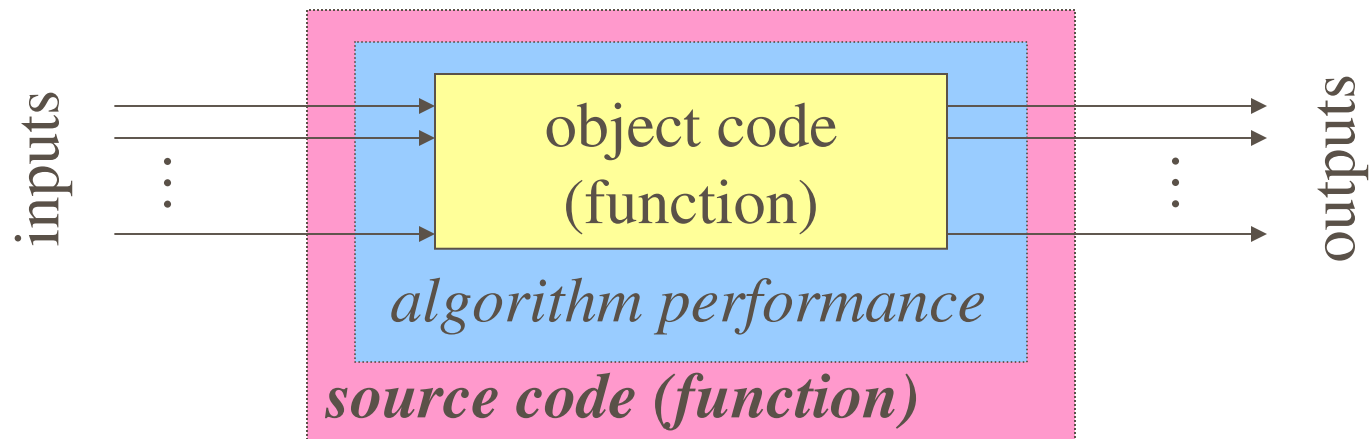 inputs
object code
(function)
algorithm performance
source code (function)
outputs